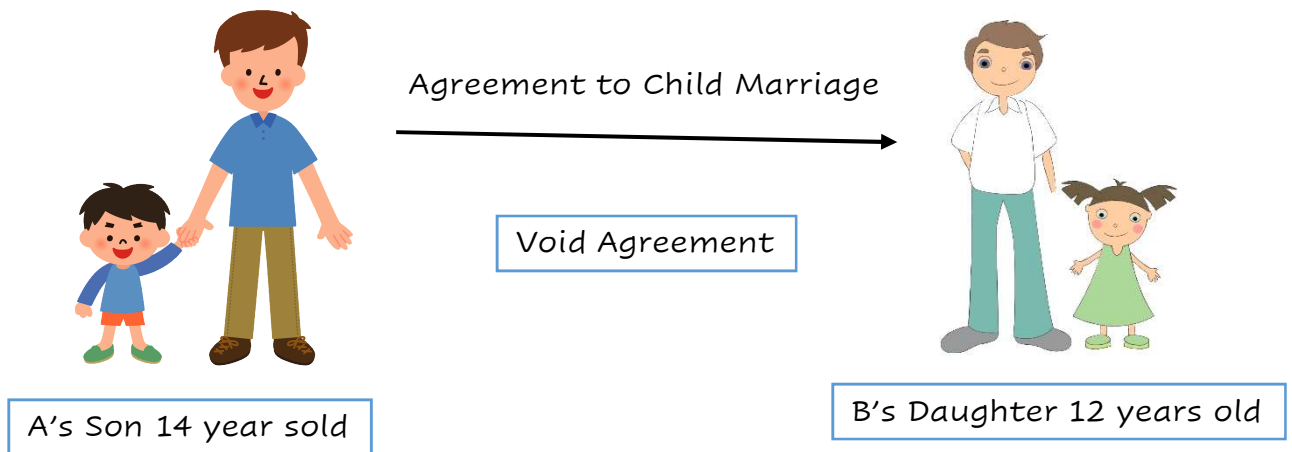 Agreement to Child Marriage
Void Agreement
A's Son 14 year sold
B's Daughter 12 years old